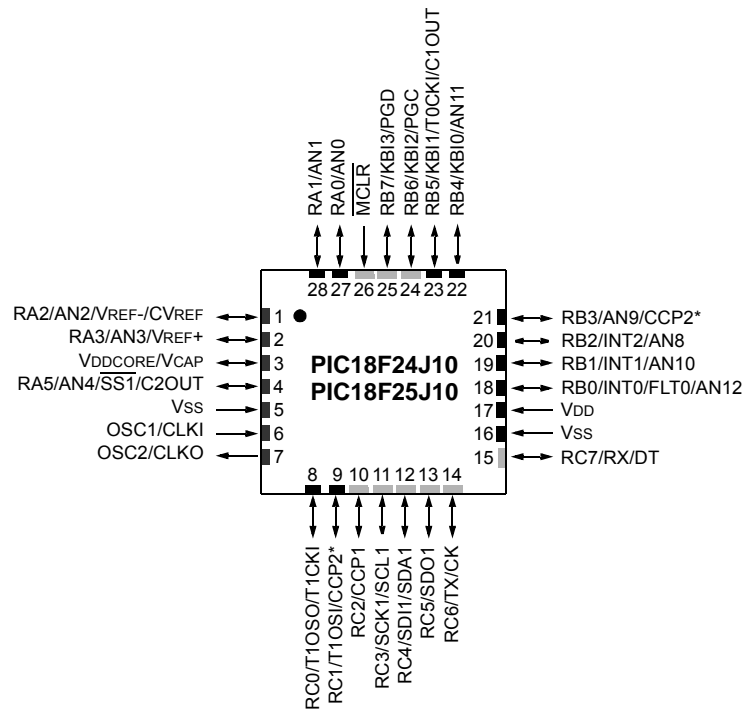 RA1/AN1
RA0/AN0
MCLR
RB7/KBI3/PGD
RB6/KBI2/PGC
RB5/KBI1/T0CKI/C1OUT
RB4/KBI0/AN11
28 27 26 25 24 23 22
RA2/AN2/VREF-/CVREF 1
RA3/AN3/VREF+ 2
VDDCORE/VCAP 3
RA5/AN4/SS1/C2OUT 4
VSS 5
OSC1/CLKI 6
OSC2/CLKO 7
PIC18F24J10
PIC18F25J10
21 RB3/AN9/CCP2*
20 RB2/INT2/AN8
19 RB1/INT1/AN10
18 RB0/INT0/FLT0/AN12
17 VDD
16 VSS
15 RC7/RX/DT
8 9 10 11 12 13 14
RC0/T1OSO/T1CKI
RC1/T1OSI/CCP2*
RC2/CCP1
RC3/SCK1/SCL1
RC4/SDI1/SDA1
RC5/SDO1
RC6/TX/CK